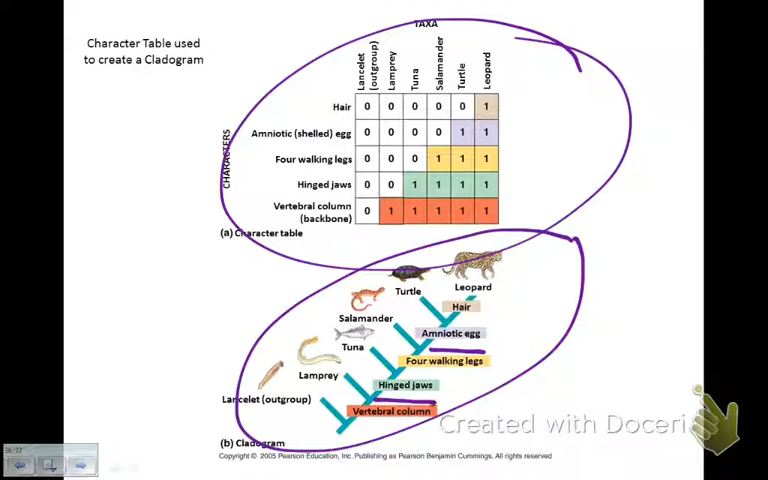 TAXA
Character Table used
to create a Cladogram
Lancelet
(outgroup)
Lamprey
Tuna
Salamander
Turtle
Leopard
CHARACTERS
Hair 0 0 0 0 0 1
Amniotic (shelled) egg 0 0 0 0 1 1
Four walking legs 0 0 0 1 1 1
Hinged jaws 0 0 1 1 1 1
Vertebral column
(backbone) 0 1 1 1 1 1
(a) Character table
Leopard
Turtle
Hair
Salamander
Amniotic egg
Tuna
Four walking legs
Lamprey
Hinged jaws
Lancelet (outgroup)
Vertebral column
Created with Doceri
(b) Cladogram
36/37
Copyright © 2005 Pearson Education, Inc. Publishing as Pearson Benjamin Cummings. All rights reserved